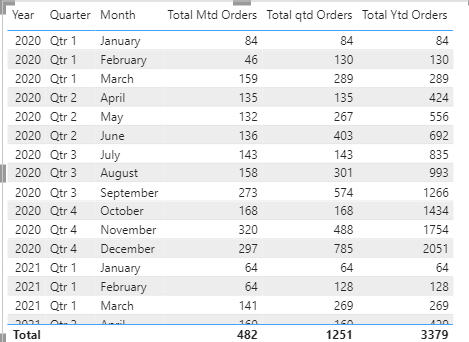 Year Quarter Month Total Mtd Orders Total qtd Orders Total Ytd Orders
2020 Qtr 1 January 84 84 84
2020 Qtr 1 February 46 130 130
2020 Qtr 1 March 159 289 289
2020 Qtr 2 April 135 135 424
2020 Qtr 2 May 132 267 556
2020 Qtr 2 June 136 403 692
2020 Qtr 3 July 143 143 835
2020 Qtr 3 August 158 301 993
2020 Qtr 3 September 273 574 1266
2020 Qtr 4 October 168 168 1434
2020 Qtr 4 November 320 488 1754
2020 Qtr 4 December 297 785 2051
2021 Qtr 1 January 64 64 64
2021 Qtr 1 February 64 128 128
2021 Qtr 1 March 141 269 269
Total 482 1251 3379